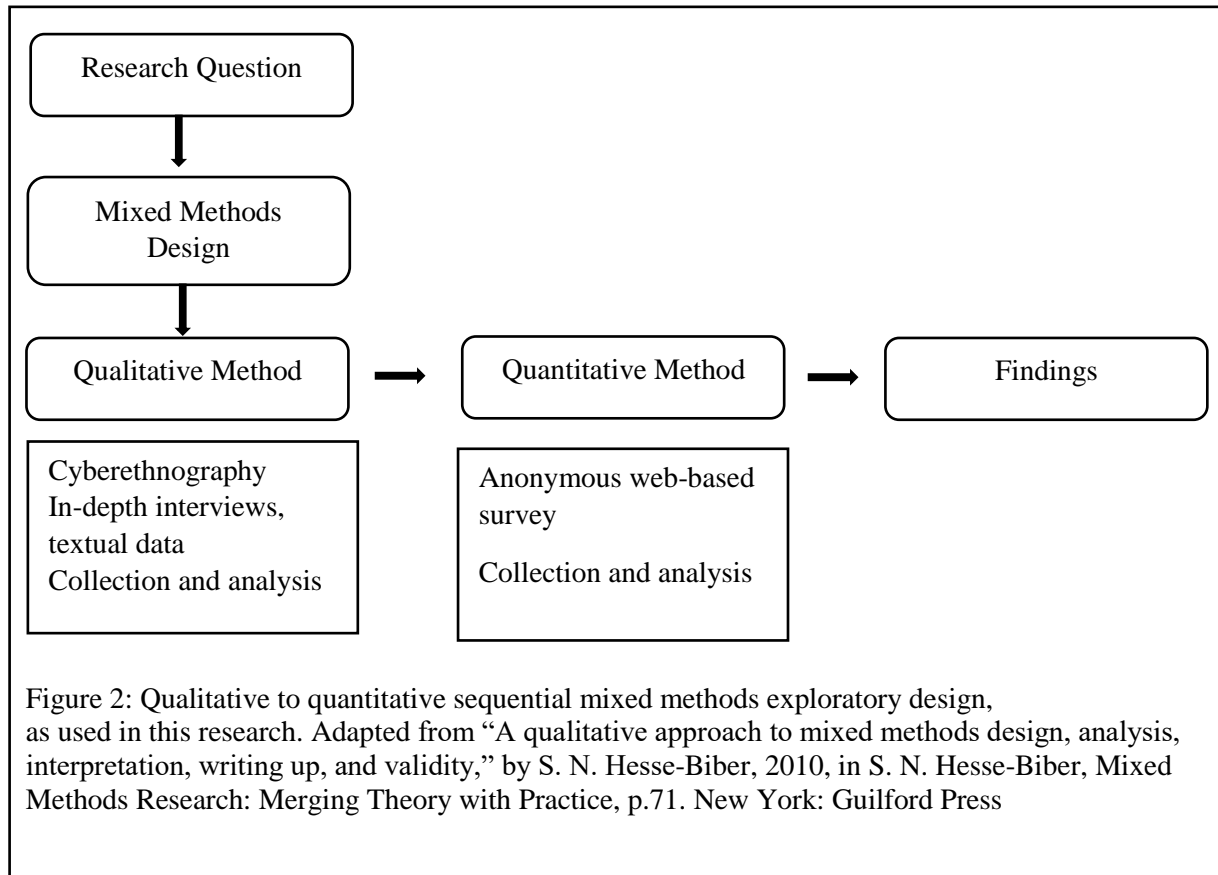 Research Question
Mixed Methods
Design
Qualitative Method
Quantitative Method
Findings
Cyberethnography
In-depth interviews,
textual data
Collection and analysis
Anonymous web-based
survey
Collection and analysis
Figure 2: Qualitative to quantitative sequential mixed methods exploratory design,
as used in this research. Adapted from “A qualitative approach to mixed methods design, analysis,
interpretation, writing up, and validity,” by S. N. Hesse-Biber, 2010, in S. N. Hesse-Biber, Mixed
Methods Research: Merging Theory with Practice, p.71. New York: Guilford Press